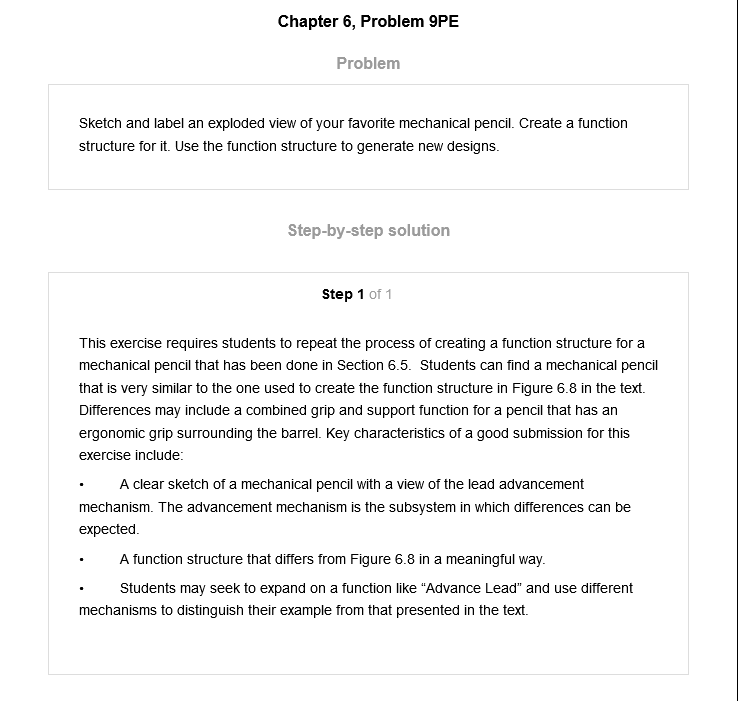 Chapter 6, Problem 9PE
Problem
Sketch and label an exploded view of your favorite mechanical pencil. Create a function
structure for it. Use the function structure to generate new designs.
Step-by-step solution
Step 1 of 1
This exercise requires students to repeat the process of creating a function structure for a
mechanical pencil that has been done in Section 6.5.  Students can find a mechanical pencil
that is very similar to the one used to create the function structure in Figure 6.8 in the text.
Differences may include a combined grip and support function for a pencil that has an
ergonomic grip surrounding the barrel. Key characteristics of a good submission for this
exercise include:
• A clear sketch of a mechanical pencil with a view of the lead advancement
mechanism. The advancement mechanism is the subsystem in which differences can be
expected.
• A function structure that differs from Figure 6.8 in a meaningful way.
• Students may seek to expand on a function like “Advance Lead” and use different
mechanisms to distinguish their example from that presented in the text.